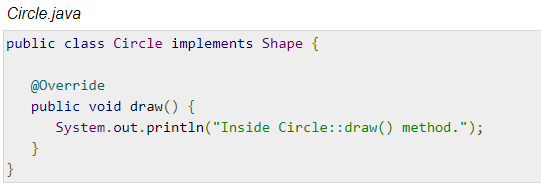 Circle.java
public class Circle implements Shape {
@Override
public void draw() {
System.out.println("Inside Circle::draw() method.");
}
}